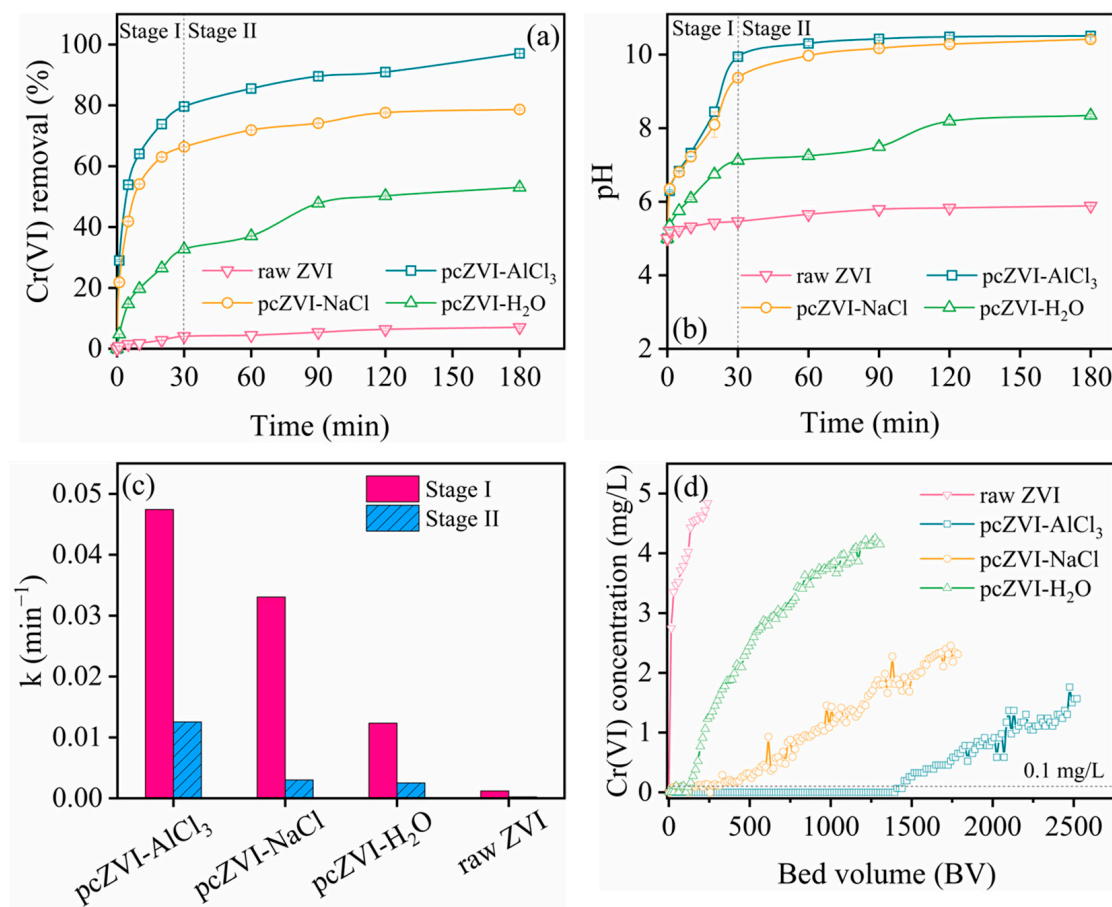 Stage I Stage II (a)
Cr(VI) removal (%)
100
80
60
40
20
0
raw ZVI pcZVI-AlCl₃
pcZVI-NaCl pcZVI-H₂O
0 30 60 90 120 150 180
Time (min)
Stage I Stage II
pH
10
8
6
4
2
raw ZVI pcZVI-AlCl₃
pcZVI-NaCl pcZVI-H₂O
(b)
0 30 60 90 120 150 180
Time (min)
(c)
k (min⁻¹)
0.05
0.04
0.03
0.02
0.01
0.00
Stage I
Stage II
pcZVI-AlCl₃ pcZVI-NaCl pcZVI-H₂O raw ZVI
(d)
Cr(VI) concentration (mg/L)
5
4
3
2
1
0
raw ZVI
pcZVI-AlCl₃
pcZVI-NaCl
pcZVI-H₂O
0.1 mg/L
0 500 1000 1500 2000 2500
Bed volume (BV)